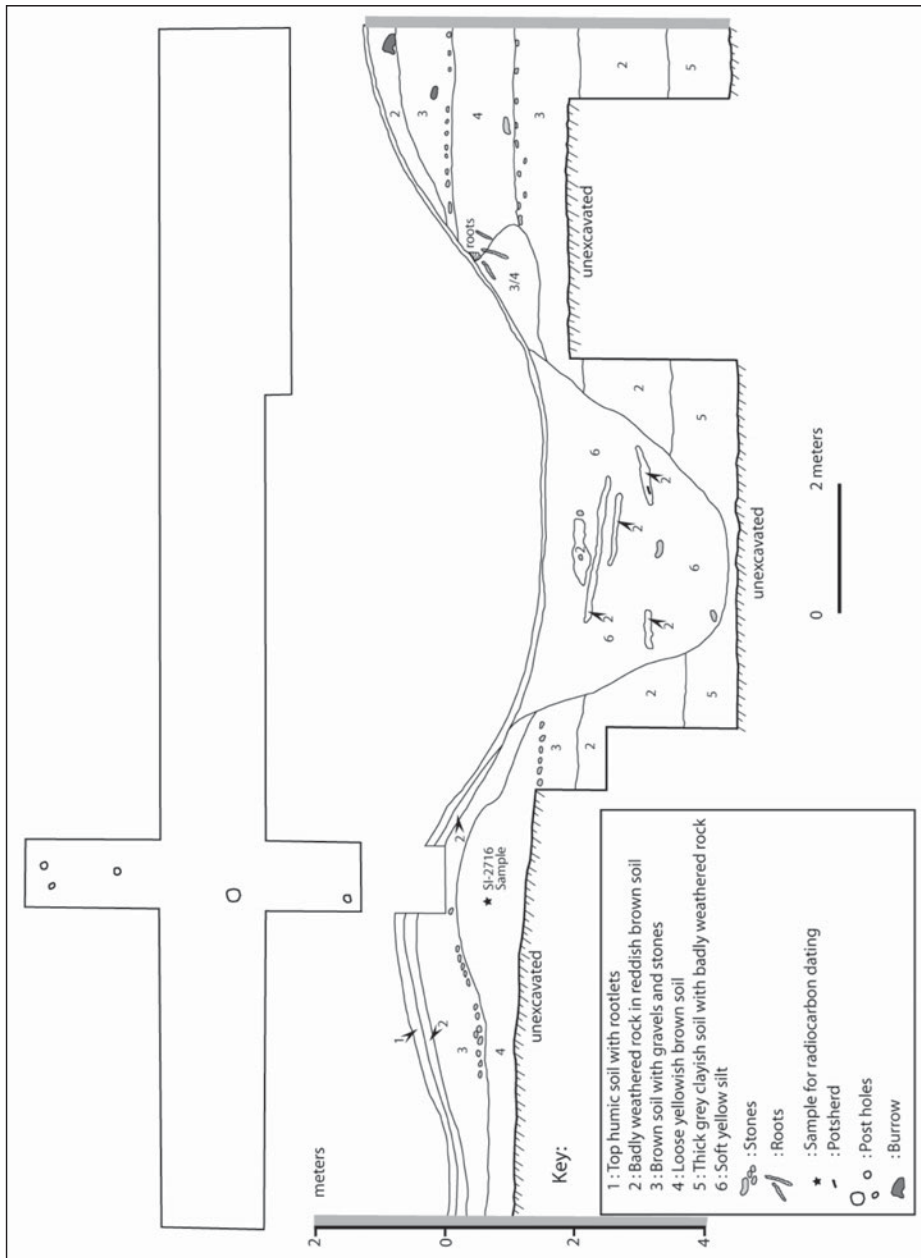 meters
2
0
2
4
1
2
3
4
unexcavated
2
SI-2716
Sample
3
2
2
5
6
2
2
2
2
6
6
2
2
5
unexcavated
3/4
roots
unexcavated
2
3
4
3
2
5
0 2 meters
Key:
1 : Top humic soil with rootlets
2 : Badly weathered rock in reddish brown soil
3 : Brown soil with gravels and stones
4 : Loose yellowish brown soil
5 : Thick grey clayish soil with badly weathered rock
6 : Soft yellow silt
: Stones
: Roots
: Sample for radiocarbon dating
: Potsherd
: Post holes
: Burrow